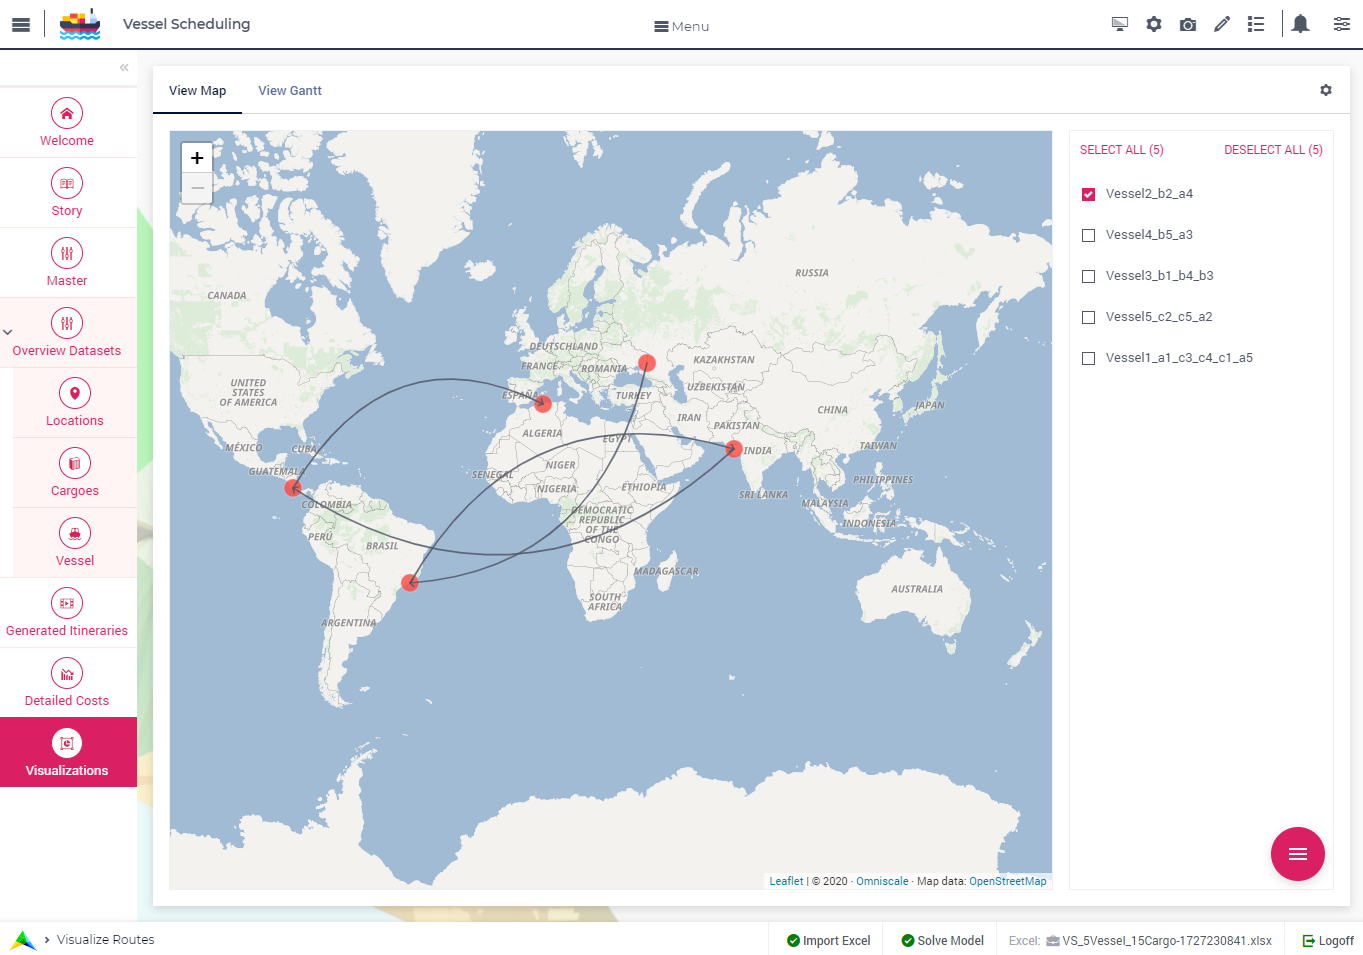 Vessel Scheduling
Menu
«
Welcome
Story
Master
Overview Datasets
Locations
Cargoes
Vessel
Generated Itineraries
Detailed Costs
Visualizations
View Map
View Gantt
+
−
RUSSIA
CANADA
DEUTSCHLAND
FRANCE
ROMANIA
KAZAKHSTAN
UNITED
STATES
OF AMERICA
ESPAÑA
TURKEY
UZBEKISTAN
IRAN
CHINA
JAPAN
PAKISTAN
ALGERIA
EGYPT
MÉXICO
CUBA
TAIWAN
INDIA
GUATEMALA
NIGER
SENEGAL
PHILIPPINES
NIGERIA
ETHIOPIA
SRI LANKA
COLOMBIA
MALAYSIA
DEMOCRATIC
REPUBLIC
OF THE
CONGO
INDONESIA
PERÚ
BRASIL
MADAGASCAR
AUSTRALIA
SOUTH
AFRICA
ARGENTINA
Leaflet | © 2020 · Omniscale · Map data: OpenStreetMap
SELECT ALL (5)
DESELECT ALL (5)
Vessel2_b2_a4
Vessel4_b5_a3
Vessel3_b1_b4_b3
Vessel5_c2_c5_a2
Vessel1_a1_c3_c4_c1_a5
Visualize Routes
Import Excel
Solve Model
Excel: VS_5Vessel_15Cargo-1727230841.xlsx
Logoff